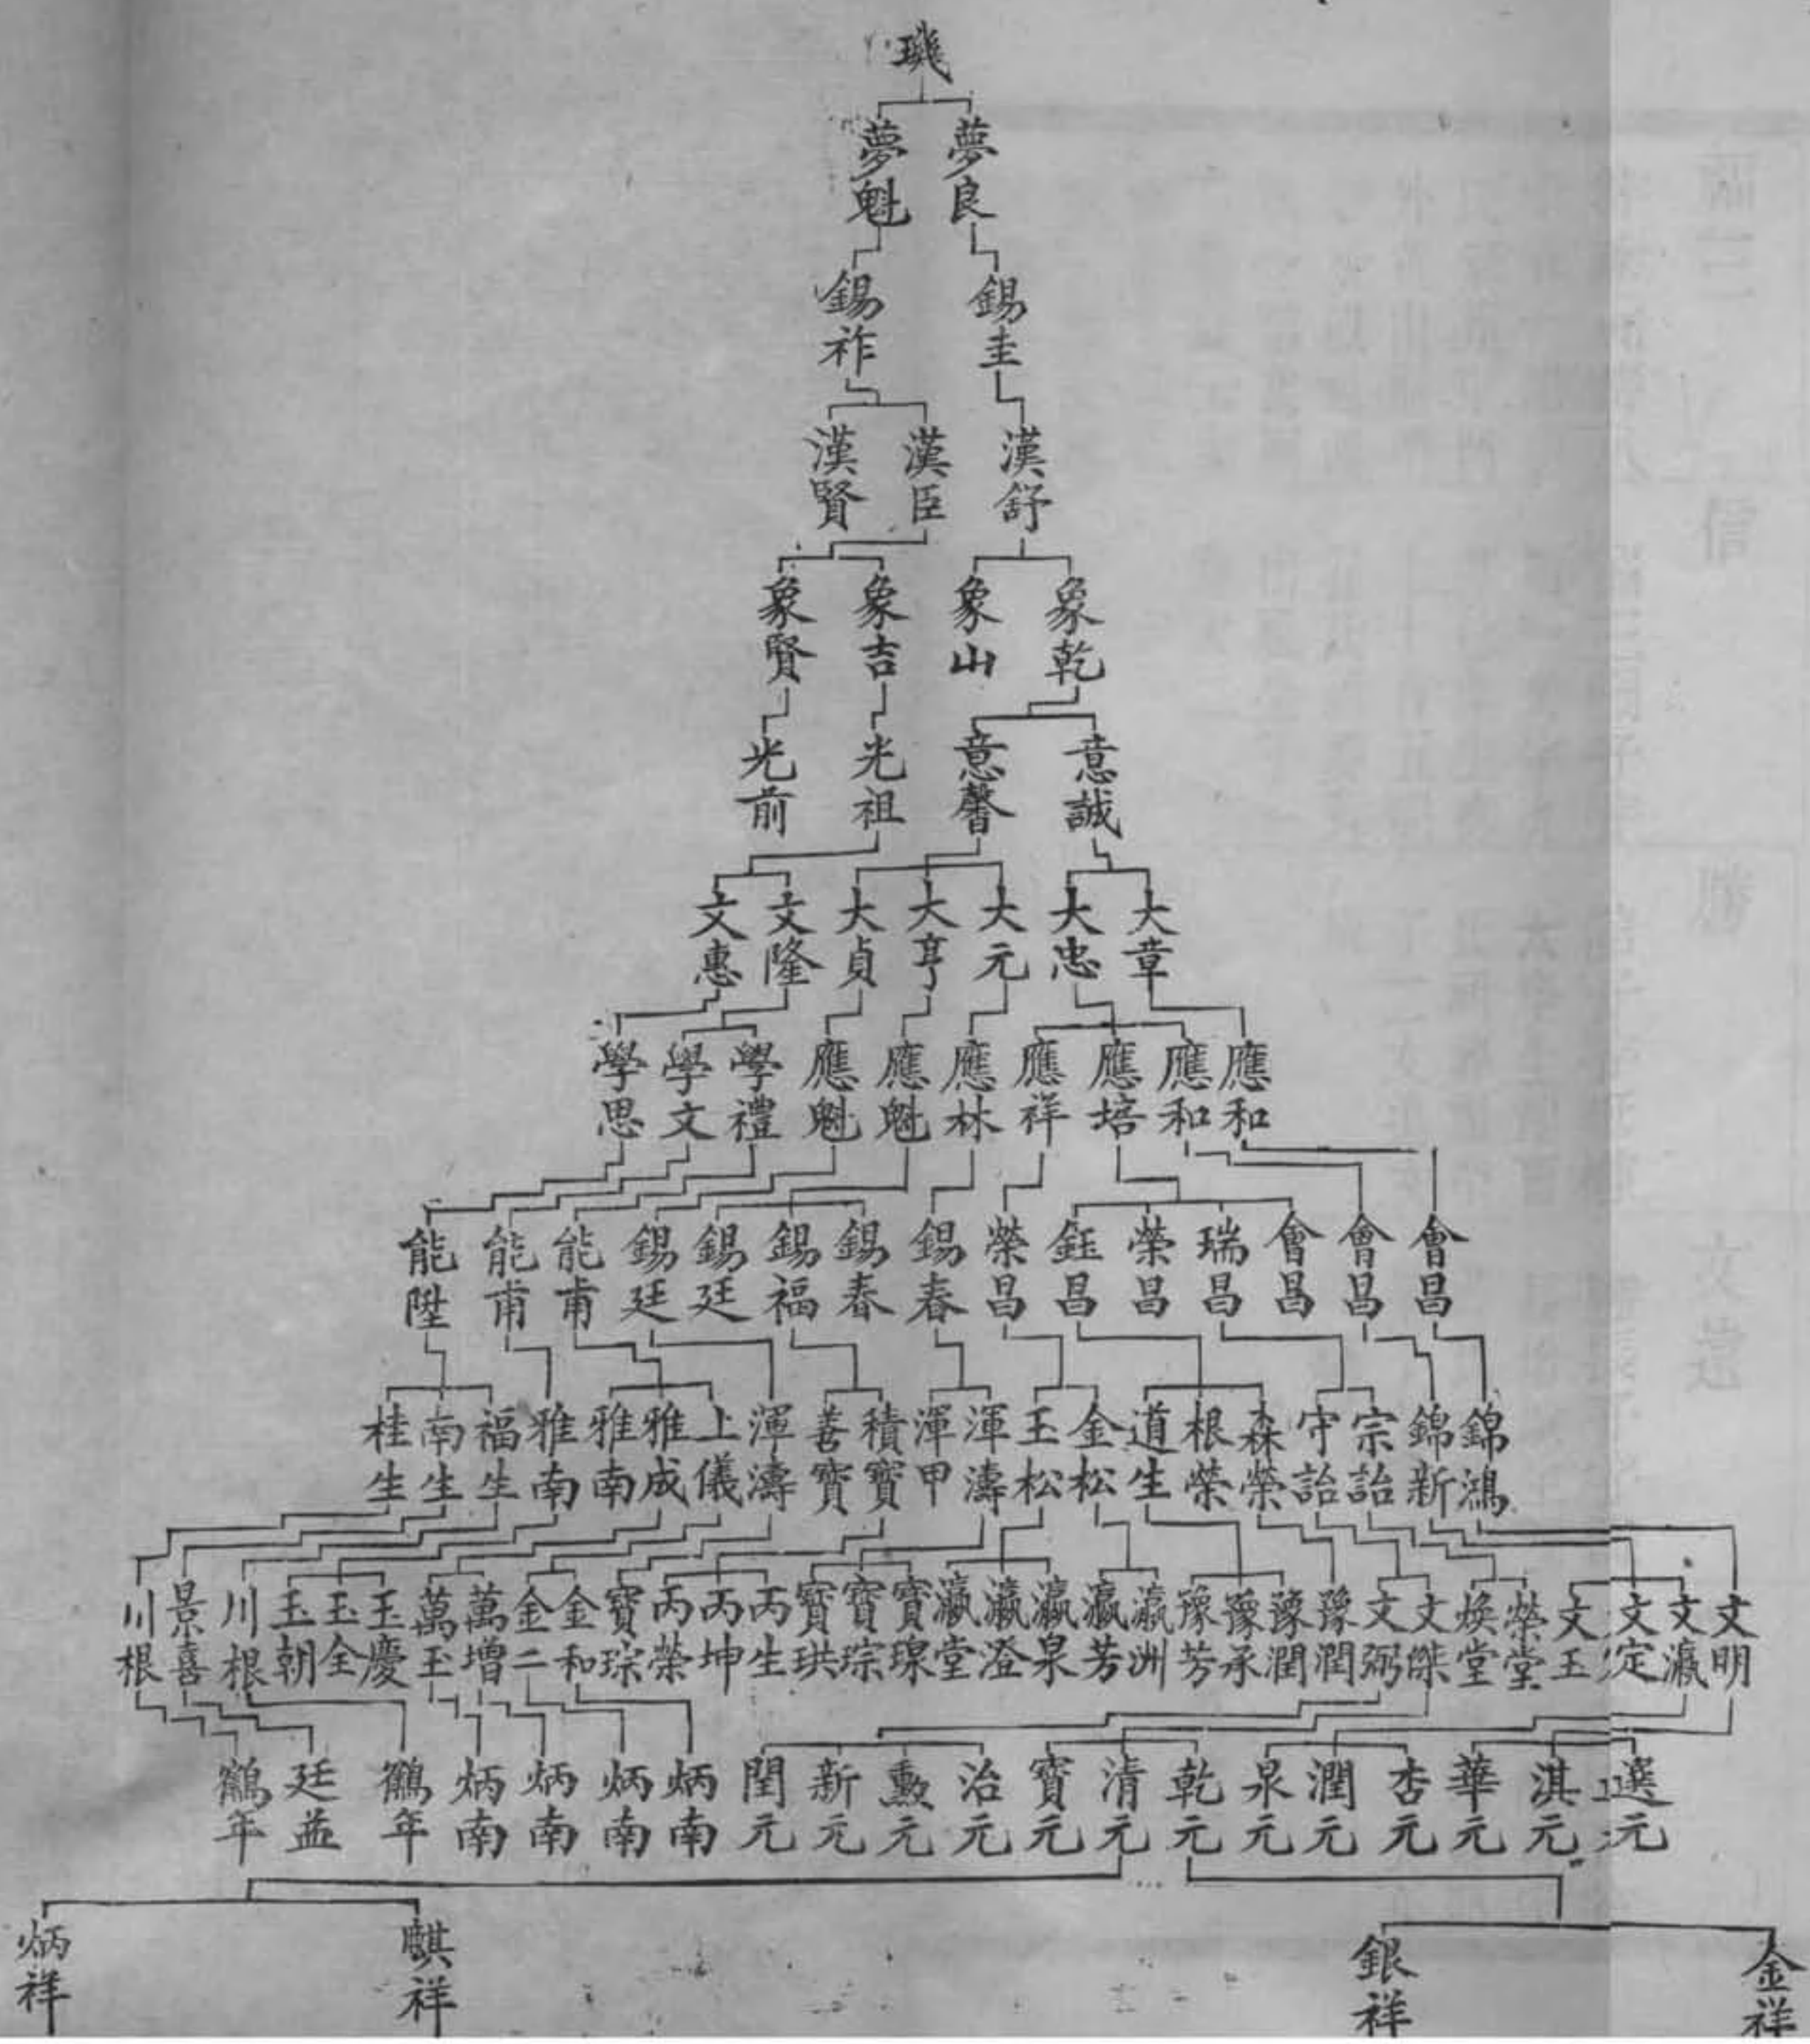 珧
夢良 夢魁
錫圭 錫祚
漢舒 漢臣 漢賢
象乾 象山 象吉 象賢
意誠 意馨 光祖 光前
大章 大忠 大元 大亨 大貞 文隆 文惠
應和 應和 應培 應祥 應林 應魁 應魁 學禮 學文 學思
會昌 會昌 會昌 瑞昌 榮昌 鈺昌 榮昌 錫春 錫春 錫福 錫廷 錫廷 能甫 能甫 能陞
錦鴻 錦新 宗詒 守詒 森榮 根榮 道生 金松 玉松 渾濤 渾甲 積寶 善寶 渾濤 上儀 雅成 雅南 雅南 福生 南生 桂生
文明 文瀛 文定 文玉 榮堂 煥堂 文傑 文弼 豫潤 豫潤 豫承 豫芳 瀛洲 瀛芳 瀛泉 瀛澄 瀛堂 寶琛 寶琮 寶珙 丙生 丙坤 丙榮 寶琮 金和 金二 萬增 萬玉 玉慶 玉全 玉朝 川根 景喜 川根
選元 淇元 華元 杏元 潤元 泉元 乾元 清元 寶元 治元 勳元 新元 閏元 炳南 炳南 炳南 炳南 鶴年 廷益 鶴年
金祥 銀祥 麒祥 炳祥